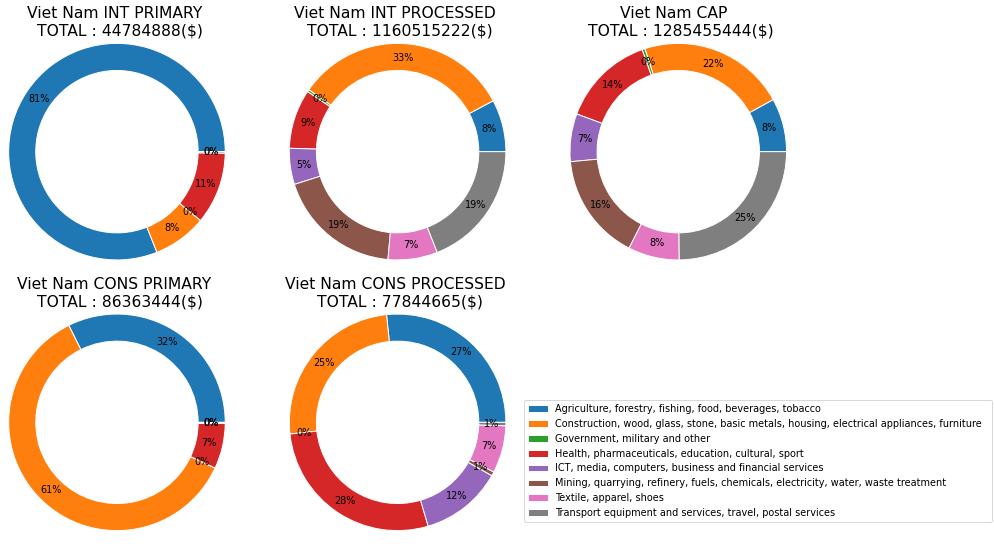 Viet Nam INT PRIMARY
TOTAL : 44784888($)
81%
8%
0%
11%
0%
0%
Viet Nam INT PROCESSED
TOTAL : 1160515222($)
8%
33%
0%
9%
5%
19%
7%
19%
Viet Nam CAP
TOTAL : 1285455444($)
8%
22%
0%
14%
7%
16%
8%
25%
Viet Nam CONS PRIMARY
TOTAL : 86363444($)
32%
61%
0%
7%
0%
0%
Viet Nam CONS PROCESSED
TOTAL : 77844665($)
27%
25%
0%
28%
12%
1%
7%
1%
Agriculture, forestry, fishing, food, beverages, tobacco
Construction, wood, glass, stone, basic metals, housing, electrical appliances, furniture
Government, military and other
Health, pharmaceuticals, education, cultural, sport
ICT, media, computers, business and financial services
Mining, quarrying, refinery, fuels, chemicals, electricity, water, waste treatment
Textile, apparel, shoes
Transport equipment and services, travel, postal services